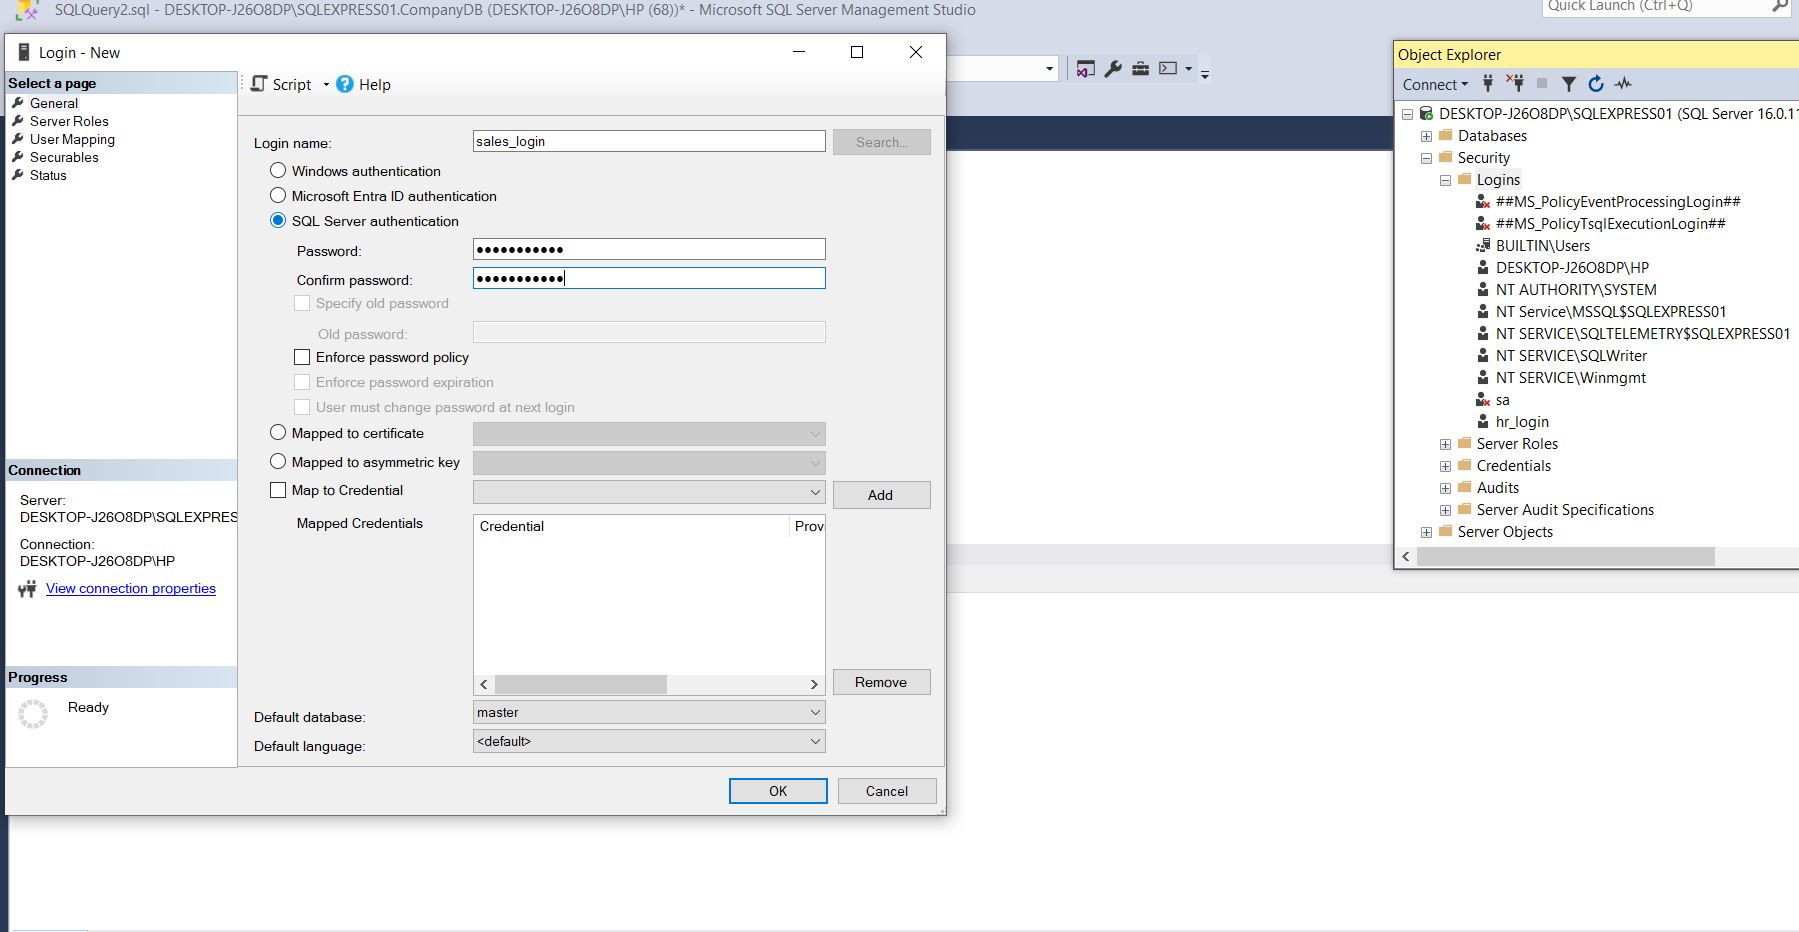 SQLQuery2.sql - DESKTOP-J26O8DP\SQLEXPRESS01.CompanyDB (DESKTOP-J26O8DP\HP (68))* - Microsoft SQL Server Management Studio
Quick Launch (Ctrl+Q)
Login - New
Select a page
General
Server Roles
User Mapping
Securables
Status
Connection
Server:
DESKTOP-J26O8DP\SQLEXPRES
Connection:
DESKTOP-J26O8DP\HP
View connection properties
Progress
Ready
Script
Help
Login name:
sales_login
Search...
Windows authentication
Microsoft Entra ID authentication
SQL Server authentication
Password:
●●●●●●●●●●●
Confirm password:
●●●●●●●●●●●
Specify old password
Old password:
Enforce password policy
Enforce password expiration
User must change password at next login
Mapped to certificate
Mapped to asymmetric key
Map to Credential
Add
Mapped Credentials
Credential Prov
Remove
Default database:
master
Default language:
<default>
OK
Cancel
Object Explorer
Connect
DESKTOP-J26O8DP\SQLEXPRESS01 (SQL Server 16.0.11
Databases
Security
Logins
##MS_PolicyEventProcessingLogin##
##MS_PolicyTsqlExecutionLogin##
BUILTIN\Users
DESKTOP-J26O8DP\HP
NT AUTHORITY\SYSTEM
NT Service\MSSQL$SQLEXPRESS01
NT SERVICE\SQLTELEMETRY$SQLEXPRESS01
NT SERVICE\SQLWriter
NT SERVICE\Winmgmt
sa
hr_login
Server Roles
Credentials
Audits
Server Audit Specifications
Server Objects